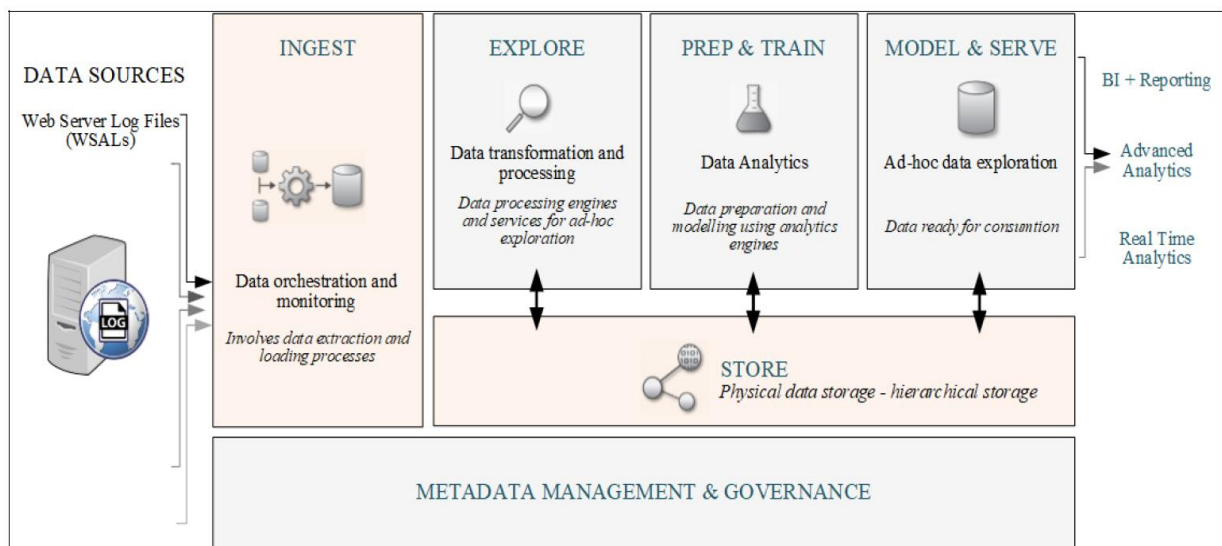 DATA SOURCES
Web Server Log Files
(WSALs)
LOG
INGEST
Data orchestration and
monitoring
Involves data extraction and
loading processes
EXPLORE
Data transformation and
processing
Data processing engines
and services for ad-hoc
exploration
PREP & TRAIN
Data Analytics
Data preparation and
modelling using analytics
engines
MODEL & SERVE
Ad-hoc data exploration
Data ready for consumtion
BI + Reporting
Advanced
Analytics
Real Time
Analytics
0101
1010
STORE
Physical data storage - hierarchical storage
METADATA MANAGEMENT & GOVERNANCE